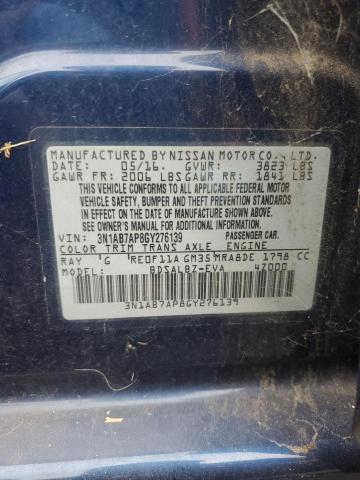 MANUFACTURED BY NISSAN MOTOR CO., LTD.
DATE: 05/16 GVWR: 3823 LBS
GAWR FR: 2006 LBS GAWR RR: 1841 LBS
THIS VEHICLE CONFORMS TO ALL APPLICABLE FEDERAL MOTOR
VEHICLE SAFETY, BUMPER AND THEFT PREVENTION STANDARDS
IN EFFECT ON THE DATE OF MANUFACTURE SHOWN ABOVE.
SEE OWNER'S MANUAL FOR ADDITIONAL INFORMATION.
VIN: 3N1AB7AP8GY276139 PASSENGER CAR.
COLOR TRIM TRANS AXLE ENGINE
RAY G RE0F11A GM35 MRA8DE 1798 CC
BDSALBZ-EVA 4Z000
3N1AB7AP8GY276139